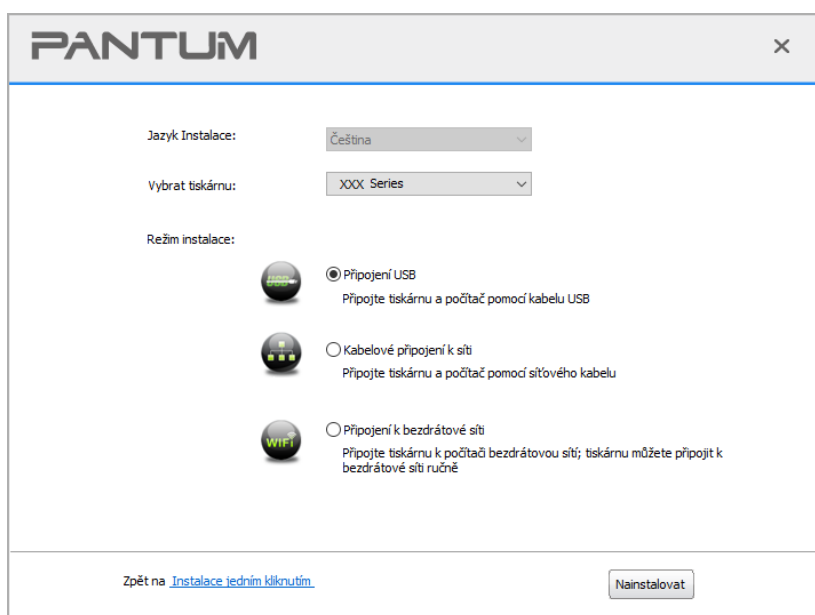 PANTUM
Jazyk Instalace:
Čeština
Vybrat tiskárnu:
XXX Series
Režim instalace:
USB
Připojení USB
Připojte tiskárnu a počítač pomocí kabelu USB
Kabelové připojení k síti
Připojte tiskárnu a počítač pomocí síťového kabelu
WiFi
Připojení k bezdrátové síti
Připojte tiskárnu k počítači bezdrátovou sítí; tiskárnu můžete připojit k
bezdrátové síti ručně
Zpět na Instalace jedním kliknutím
Nainstalovat